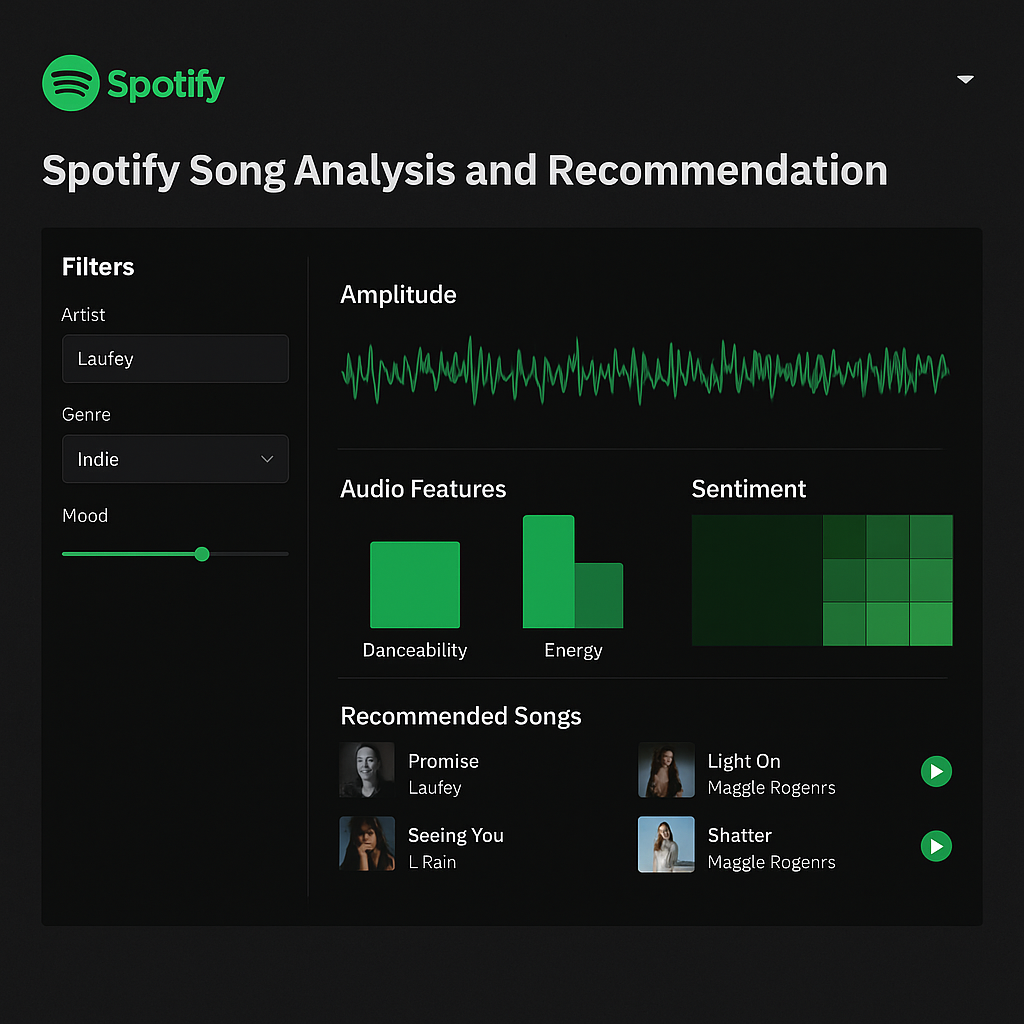 Spotify
Spotify Song Analysis and Recommendation
Filters
Artist
Laufey
Genre
Indie
Mood
Amplitude
Audio Features
Danceability
Energy
Sentiment
Recommended Songs
Promise
Laufey
Light On
Maggle Rogenrs
Seeing You
L Rain
Shatter
Maggle Rogenrs